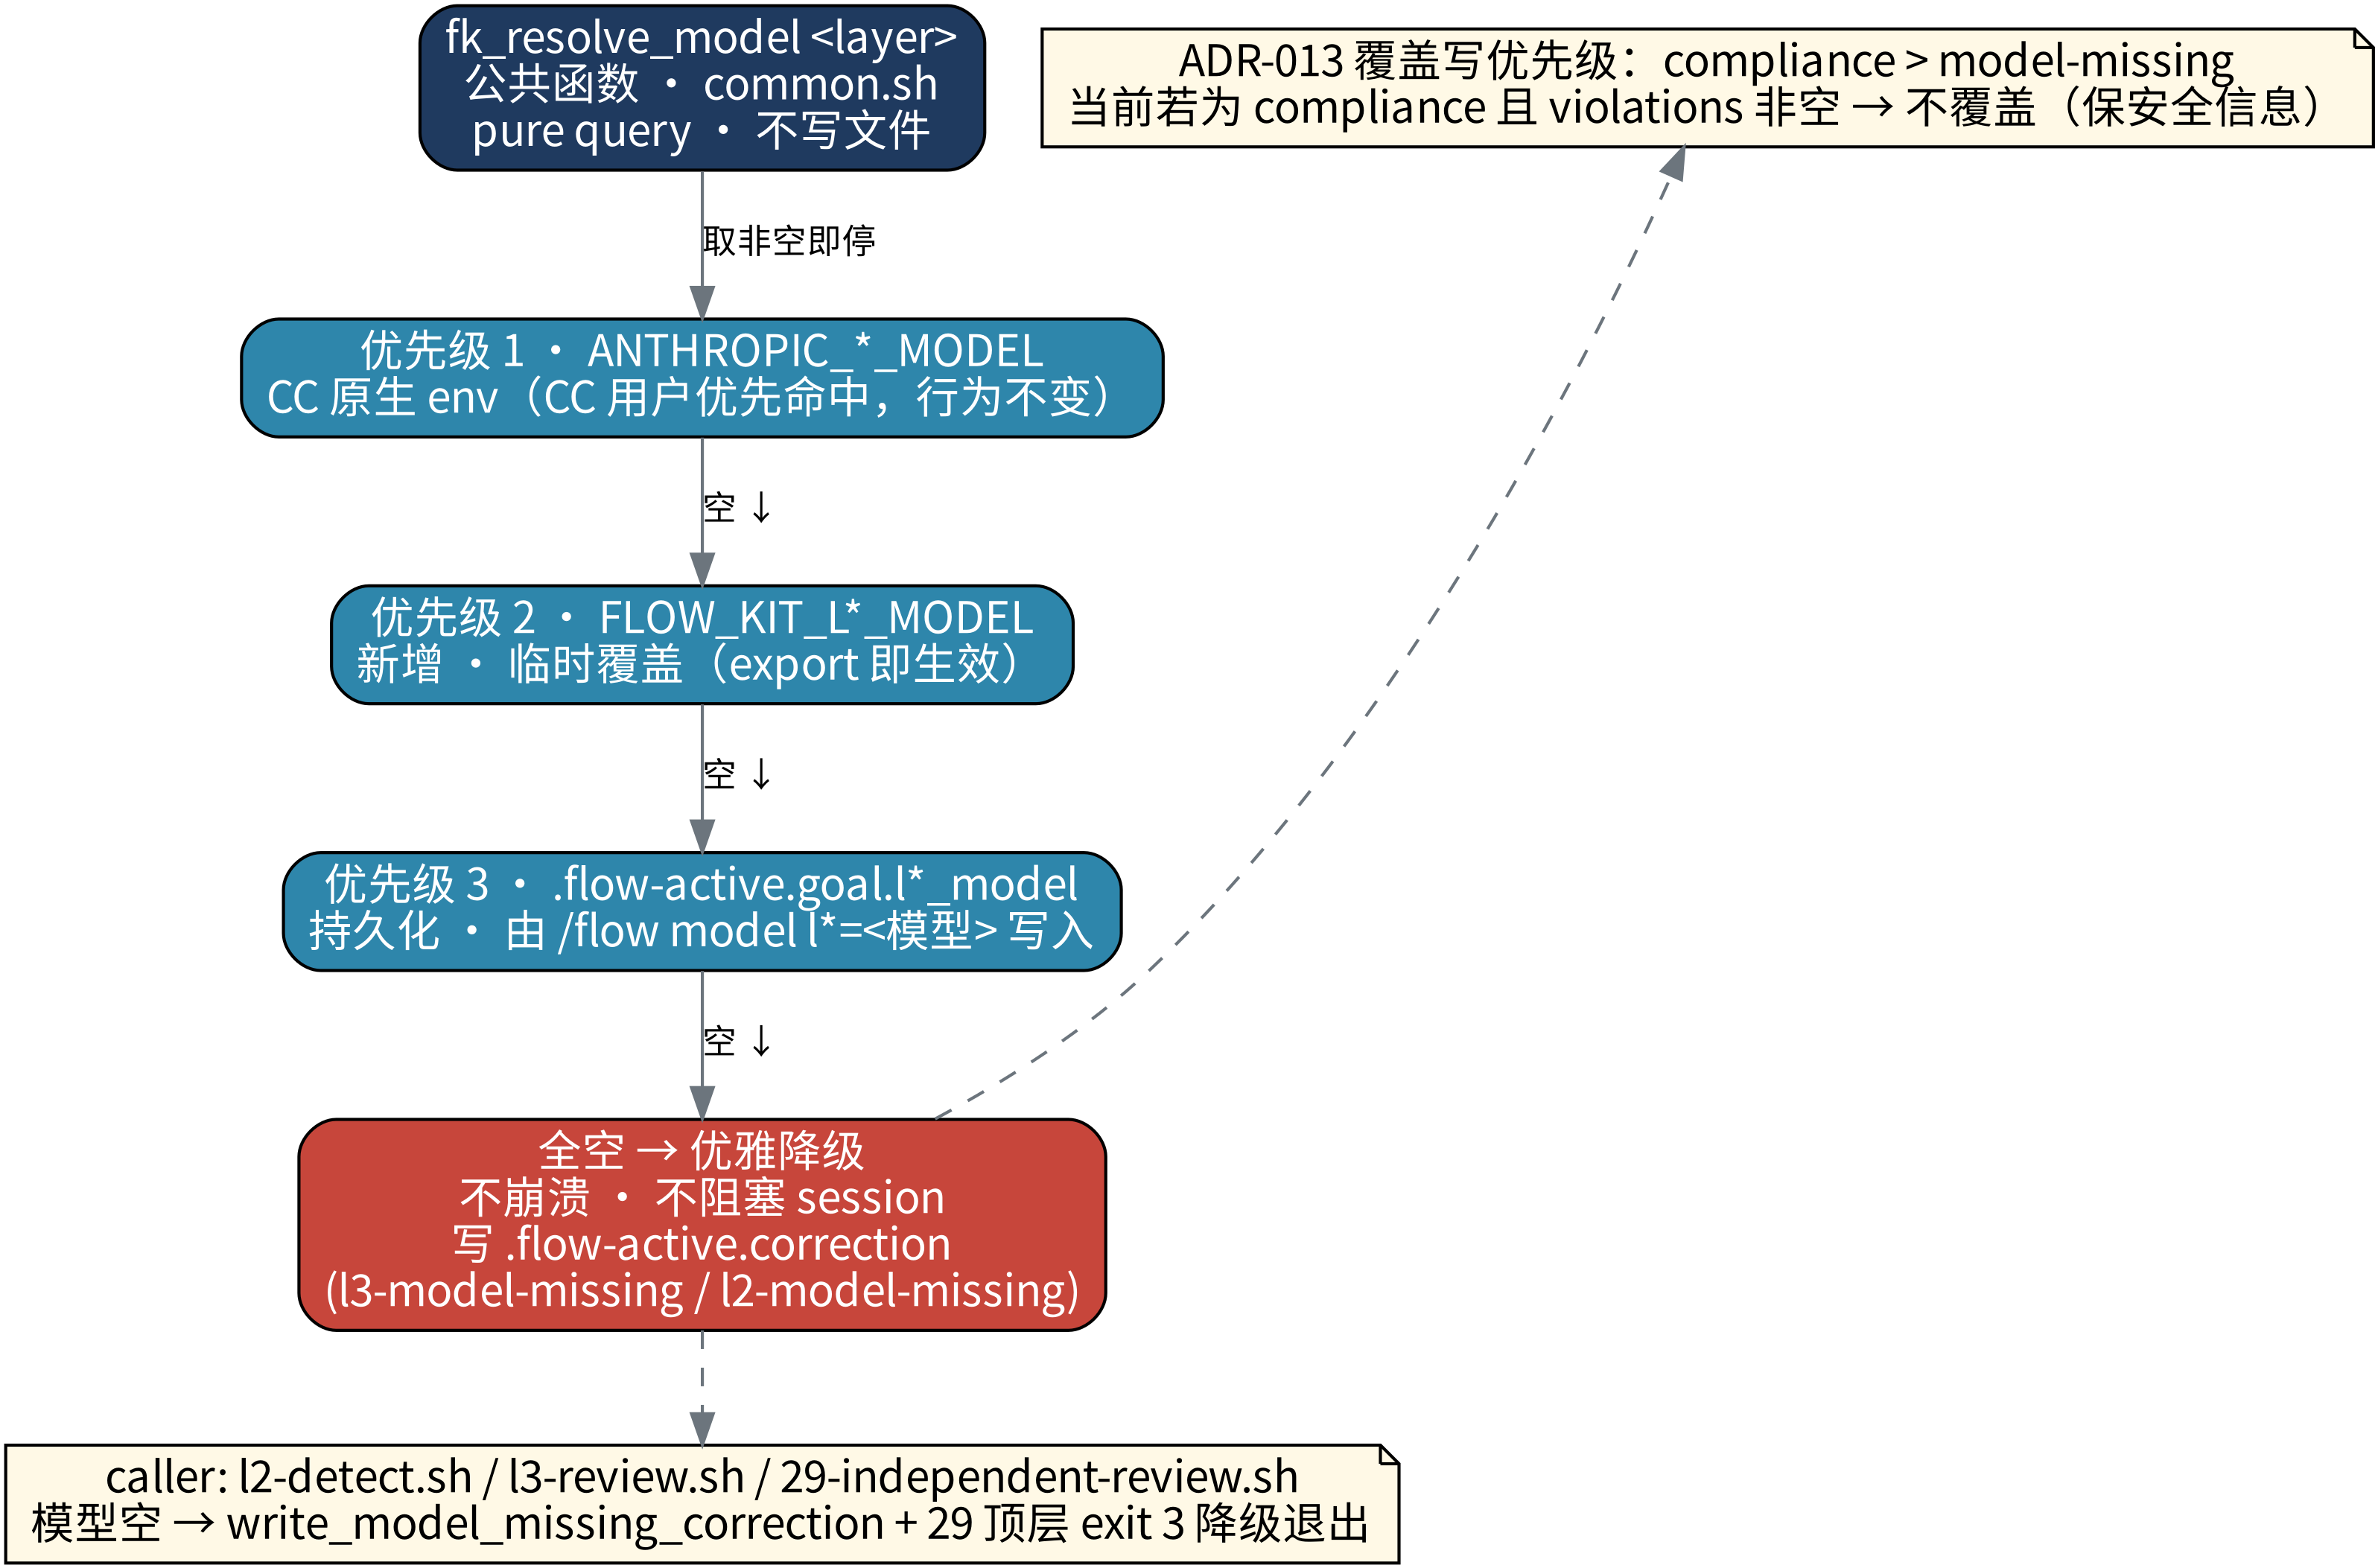 fk_resolve_model <layer>
公共函数 · common.sh
pure query · 不写文件
ADR-013 覆盖写优先级：compliance > model-missing
当前若为 compliance 且 violations 非空 → 不覆盖（保安全信息）
取非空即停
优先级 1 · ANTHROPIC_*_MODEL
CC 原生 env（CC 用户优先命中，行为不变）
空 ↓
优先级 2 · FLOW_KIT_L*_MODEL
新增 · 临时覆盖（export 即生效）
空 ↓
优先级 3 · .flow-active.goal.l*_model
持久化 · 由 /flow model l*=<模型> 写入
空 ↓
全空 → 优雅降级
不崩溃 · 不阻塞 session
写 .flow-active.correction
(l3-model-missing / l2-model-missing)
caller: l2-detect.sh / l3-review.sh / 29-independent-review.sh
模型空 → write_model_missing_correction + 29 顶层 exit 3 降级退出